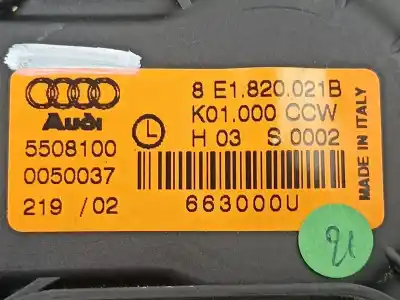 8 E1.820.021B
Audi
K01.000 CCW
5508100
H 03 S 0002
0050037
219 / 02
663000U
MADE IN ITALY